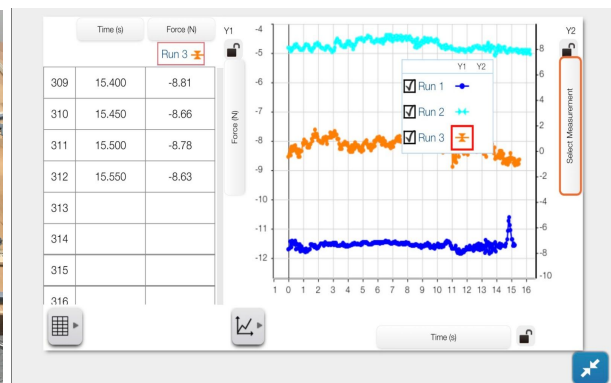 Time (s) Force (N)
Run 3
309 15.400 -8.81
310 15.450 -8.66
311 15.500 -8.78
312 15.550 -8.63
313
314
315
316
Y1
Force (N)
-4
-5
-6
-7
-8
-9
-10
-11
-12
Y1 Y2
Run 1
Run 2
Run 3
1 0 1 2 3 4 5 6 7 8 9 10 11 12 13 14 15 16
Time (s)
Y2
8
6
4
2
0
-2
-4
-6
-8
-10
Select Measurement